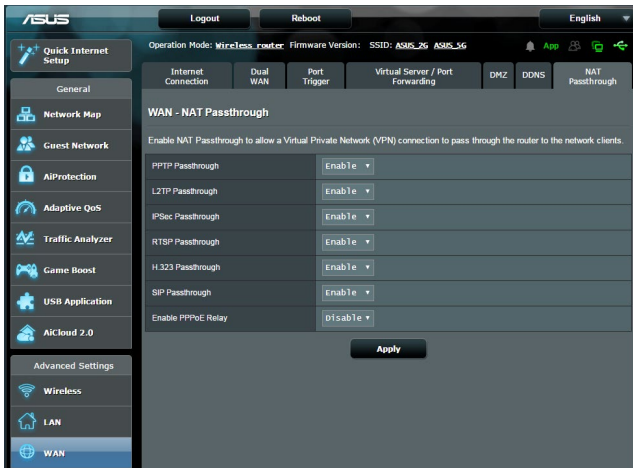 ASUS
Logout
Reboot
English
Quick Internet
Setup
Operation Mode: Wireless router Firmware Version: SSID: ASUS_2G ASUS_5G
App
Internet
Connection
Dual
WAN
Port
Trigger
Virtual Server / Port
Forwarding
DMZ
DDNS
NAT
Passthrough
General
Network Map
Guest Network
AiProtection
Adaptive QoS
Traffic Analyzer
Game Boost
USB Application
AiCloud 2.0
Advanced Settings
Wireless
LAN
WAN
WAN - NAT Passthrough
Enable NAT Passthrough to allow a Virtual Private Network (VPN) connection to pass through the router to the network clients.
PPTP Passthrough Enable
L2TP Passthrough Enable
IPSec Passthrough Enable
RTSP Passthrough Enable
H.323 Passthrough Enable
SIP Passthrough Enable
Enable PPPoE Relay Disable
Apply